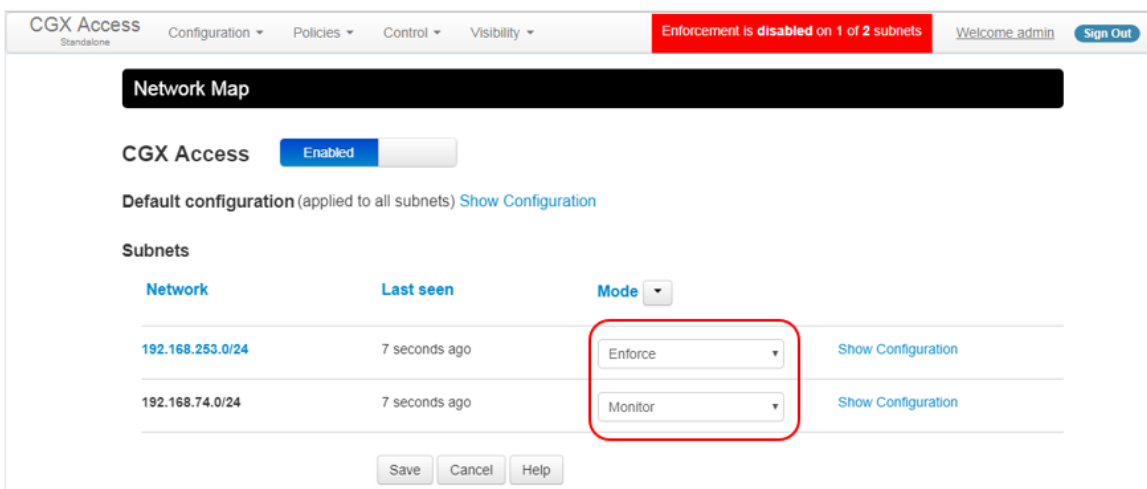 CGX Access
Standalone
Configuration Policies Control Visibility Enforcement is disabled on 1 of 2 subnets Welcome admin Sign Out
Network Map
CGX Access Enabled
Default configuration (applied to all subnets) Show Configuration
Subnets
Network Last seen Mode
192.168.253.0/24 7 seconds ago Enforce Show Configuration
192.168.74.0/24 7 seconds ago Monitor Show Configuration
Save Cancel Help